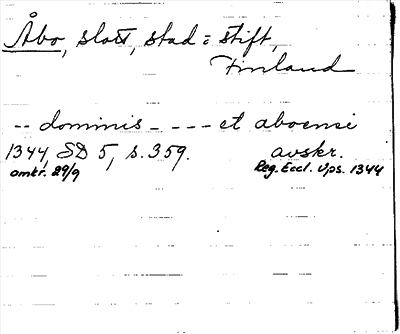 Åbo, slott, stad o stift,
Finland
-- dominis - - - - et aboensi
1344, SD 5, s. 359. avskr.
omkr. 29/9 Reg. Eccl. Ups. 1344